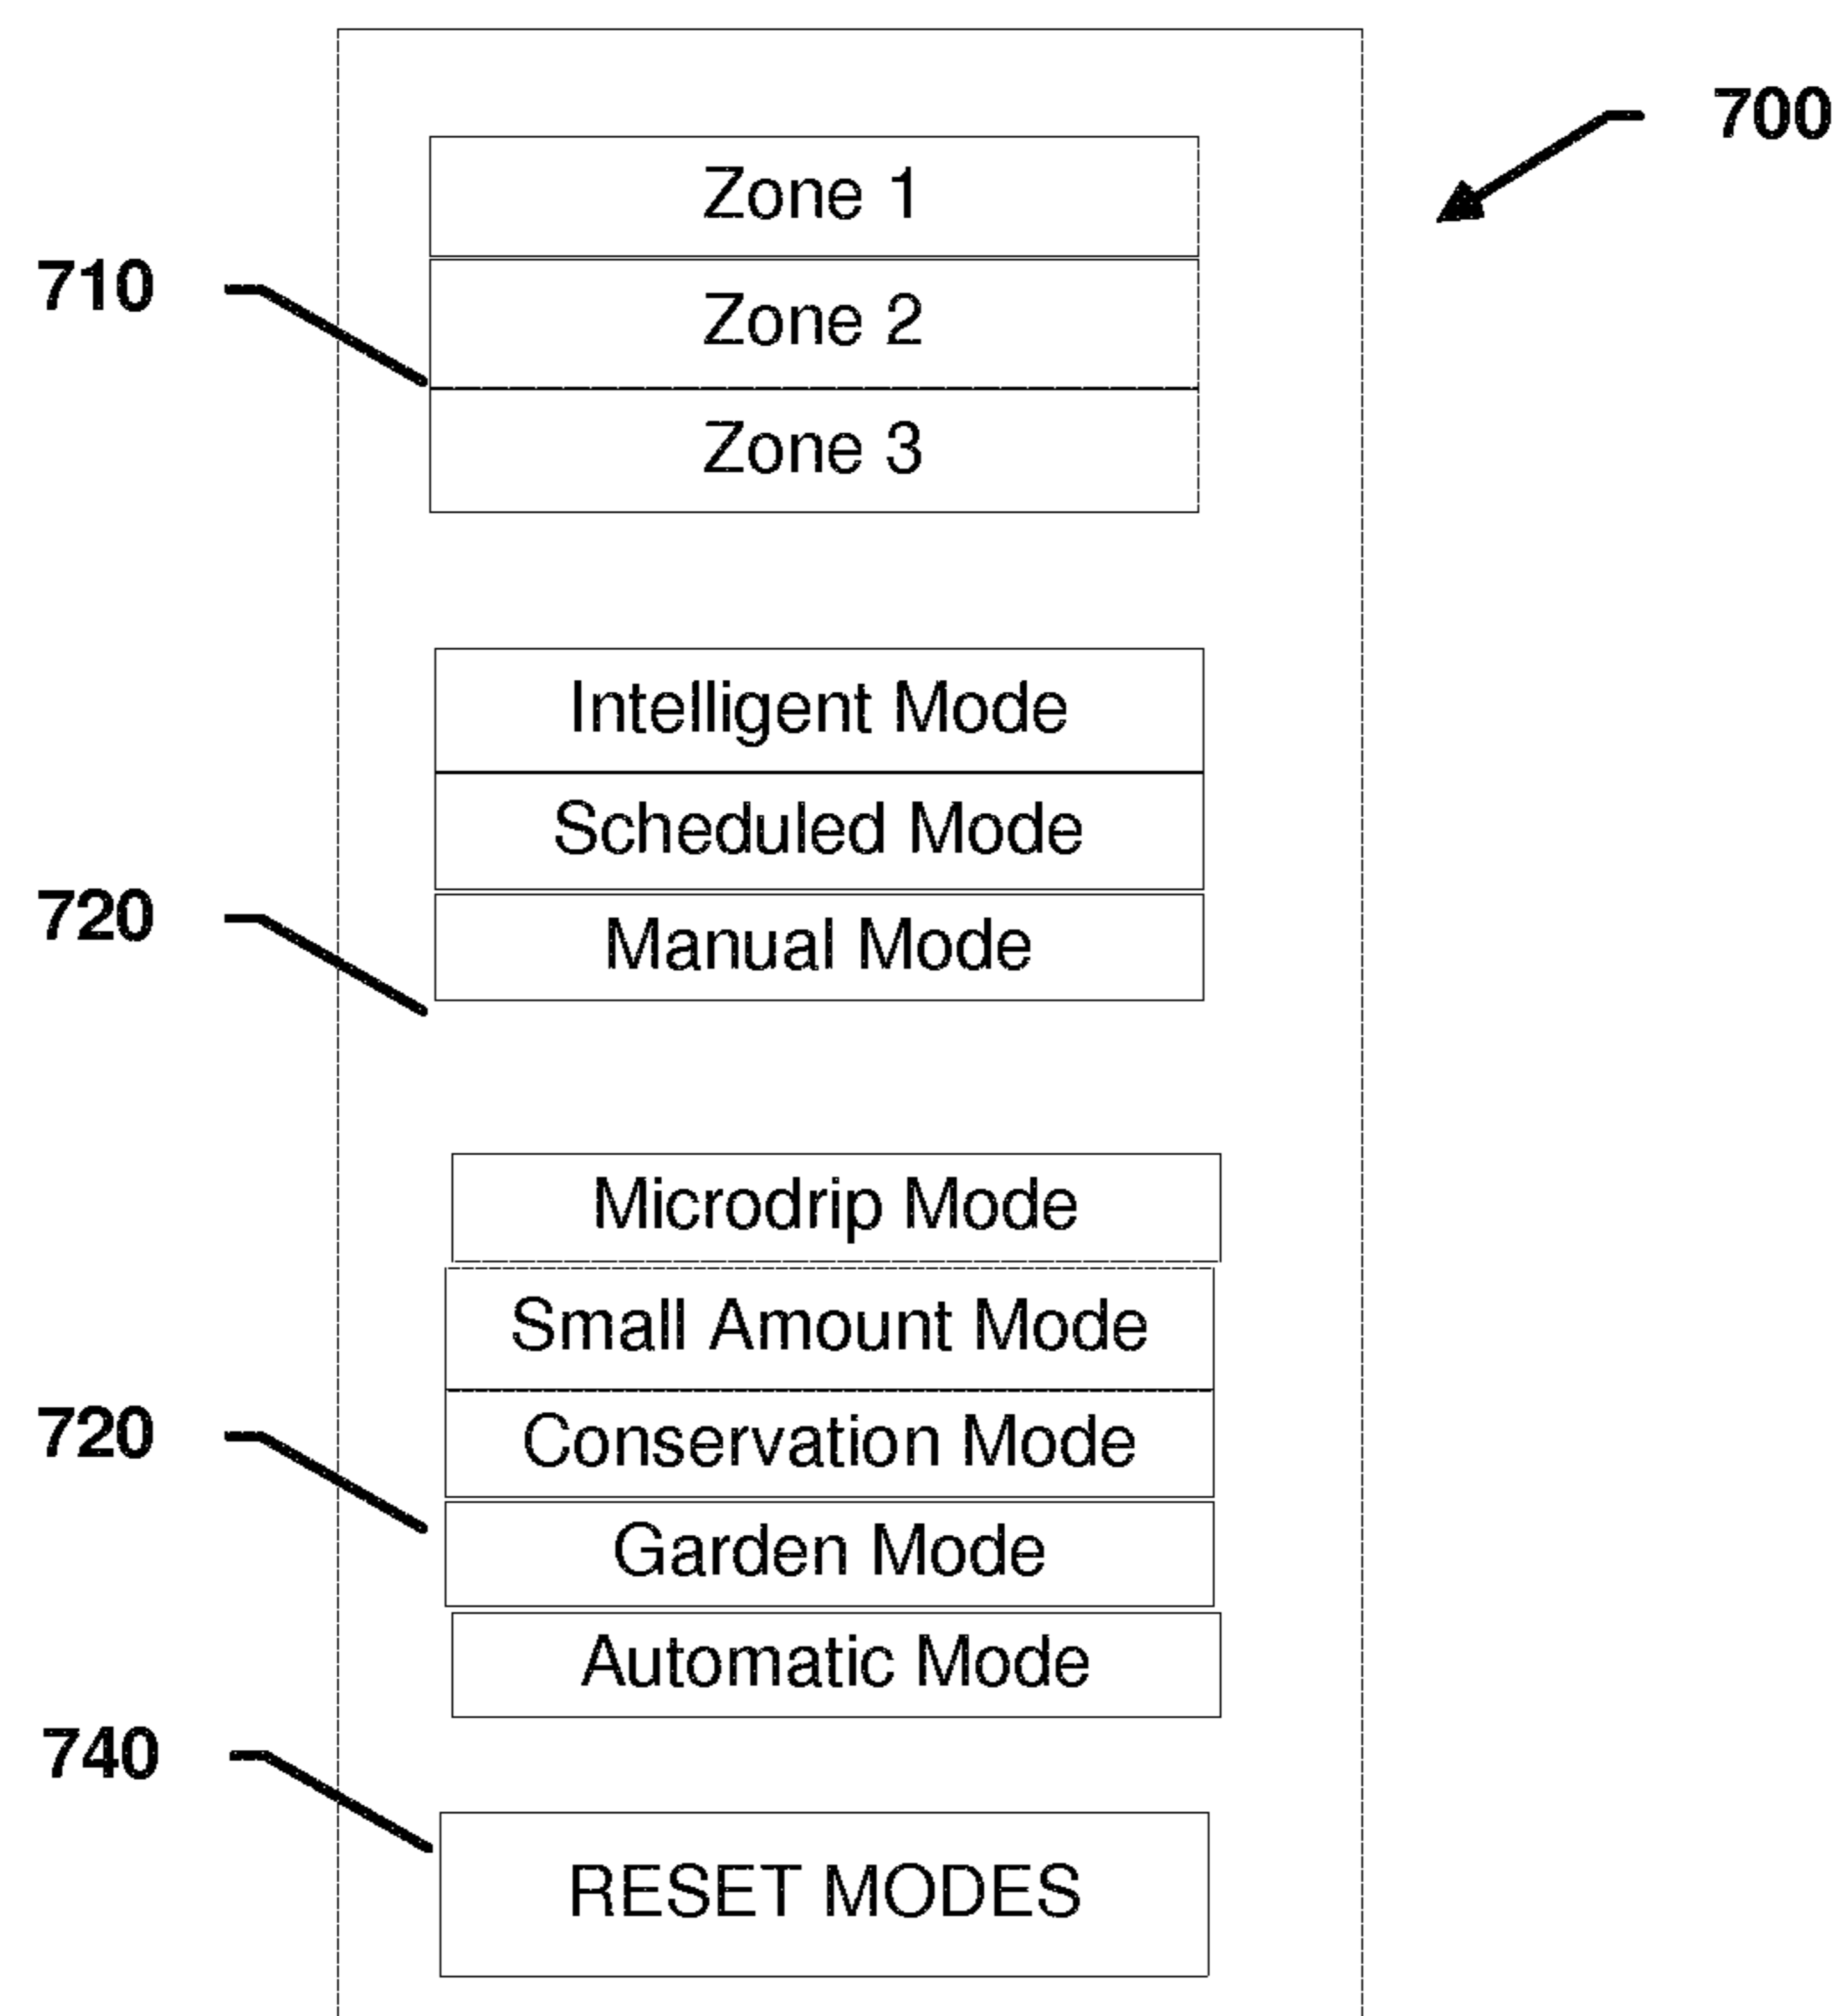 700
Zone 1
710
Zone 2
Zone 3
Intelligent Mode
Scheduled Mode
720
Manual Mode
Microdrip Mode
Small Amount Mode
720
Conservation Mode
Garden Mode
Automatic Mode
740
RESET MODES